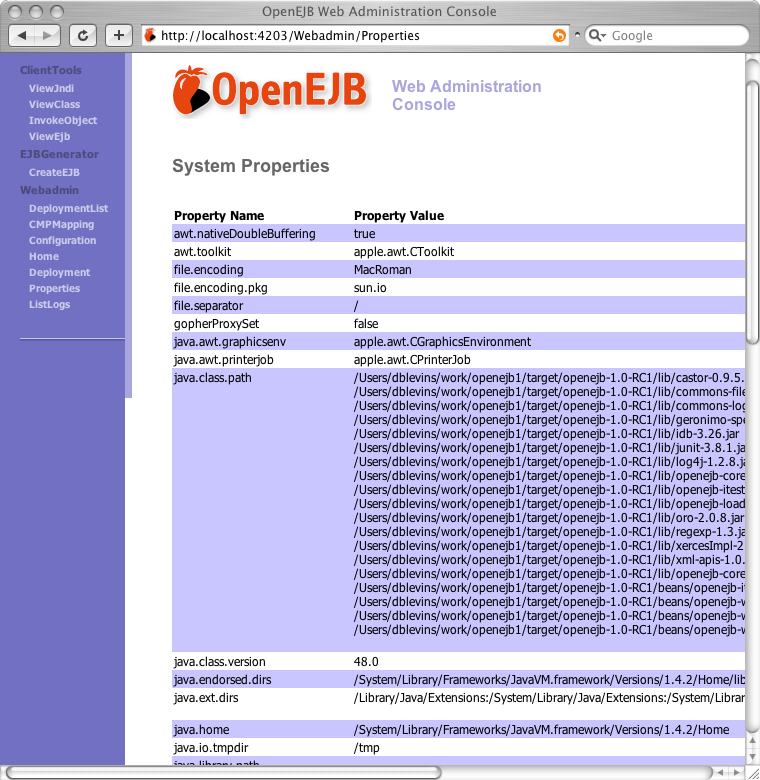 OpenEJB Web Administration Console
http://localhost:4203/Webadmin/Properties
Google
ClientTools
ViewJndi
ViewClass
InvokeObject
ViewEjb
EJBGenerator
CreateEJB
Webadmin
DeploymentList
CMPMapping
Configuration
Home
Deployment
Properties
ListLogs
OpenEJB
Web Administration
Console
System Properties
Property Name Property Value
awt.nativeDoubleBuffering true
awt.toolkit apple.awt.CToolkit
file.encoding MacRoman
file.encoding.pkg sun.io
file.separator /
gopherProxySet false
java.awt.graphicsenv apple.awt.CGraphicsEnvironment
java.awt.printerjob apple.awt.CPrinterJob
java.class.path /Users/dblevins/work/openejb1/target/openejb-1.0-RC1/lib/castor-0.9.5.
/Users/dblevins/work/openejb1/target/openejb-1.0-RC1/lib/commons-file
/Users/dblevins/work/openejb1/target/openejb-1.0-RC1/lib/commons-log
/Users/dblevins/work/openejb1/target/openejb-1.0-RC1/lib/geronimo-spe
/Users/dblevins/work/openejb1/target/openejb-1.0-RC1/lib/idb-3.26.jar
/Users/dblevins/work/openejb1/target/openejb-1.0-RC1/lib/junit-3.8.1.ja
/Users/dblevins/work/openejb1/target/openejb-1.0-RC1/lib/log4j-1.2.8.ja
/Users/dblevins/work/openejb1/target/openejb-1.0-RC1/lib/openejb-core
/Users/dblevins/work/openejb1/target/openejb-1.0-RC1/lib/openejb-itest
/Users/dblevins/work/openejb1/target/openejb-1.0-RC1/lib/openejb-load
/Users/dblevins/work/openejb1/target/openejb-1.0-RC1/lib/oro-2.0.8.jar
/Users/dblevins/work/openejb1/target/openejb-1.0-RC1/lib/regexp-1.3.ja
/Users/dblevins/work/openejb1/target/openejb-1.0-RC1/lib/xercesImpl-2
/Users/dblevins/work/openejb1/target/openejb-1.0-RC1/lib/xml-apis-1.0.
/Users/dblevins/work/openejb1/target/openejb-1.0-RC1/lib/openejb-core
/Users/dblevins/work/openejb1/target/openejb-1.0-RC1/beans/openejb-it
/Users/dblevins/work/openejb1/target/openejb-1.0-RC1/beans/openejb-w
/Users/dblevins/work/openejb1/target/openejb-1.0-RC1/beans/openejb-w
/Users/dblevins/work/openejb1/target/openejb-1.0-RC1/beans/openejb-w
java.class.version 48.0
java.endorsed.dirs /System/Library/Frameworks/JavaVM.framework/Versions/1.4.2/Home/lib
java.ext.dirs /Library/Java/Extensions:/System/Library/Java/Extensions:/System/Librar
java.home /System/Library/Frameworks/JavaVM.framework/Versions/1.4.2/Home
java.io.tmpdir /tmp
java.library.path